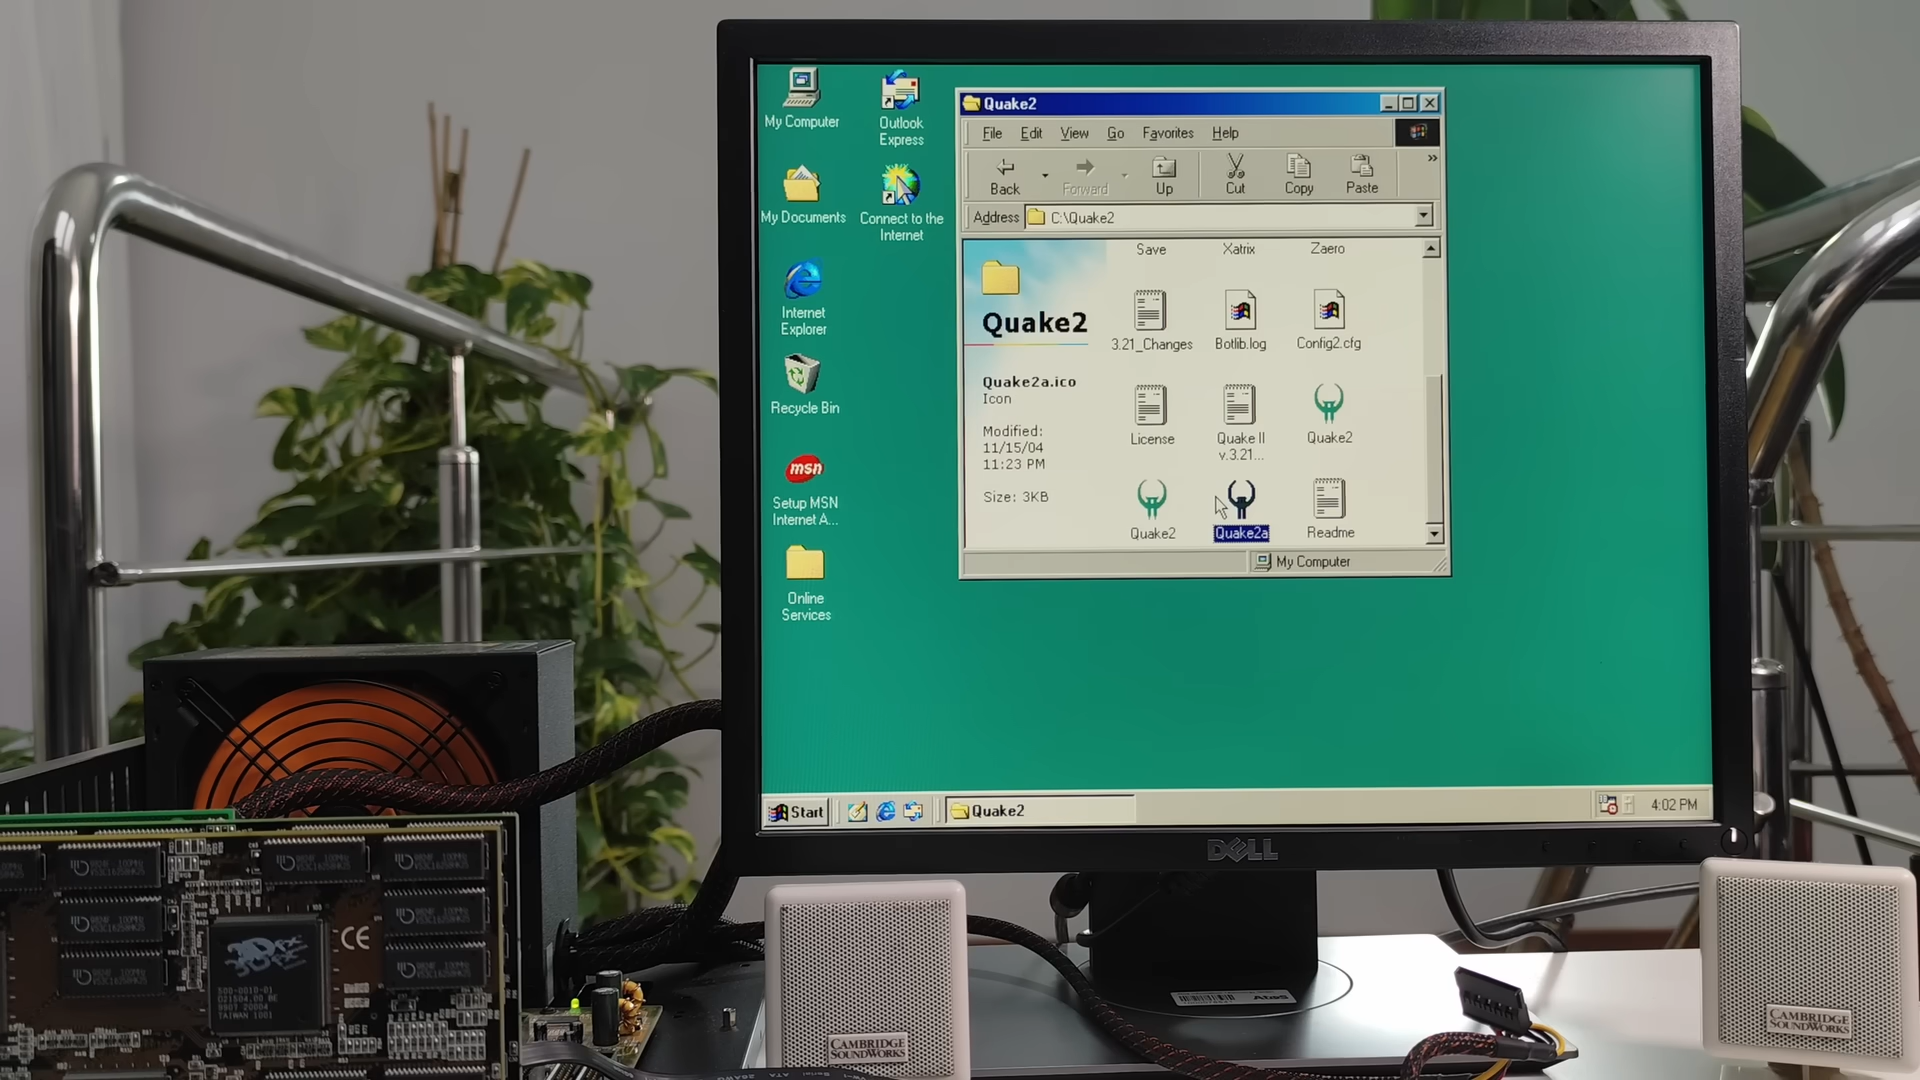 My Computer
Outlook
Express
My Documents
Connect to the
Internet
Internet
Explorer
Recycle Bin
msn
Setup MSN
Internet A...
Online
Services
Quake2
File Edit View Go Favorites Help
Back Forward Up Cut Copy Paste »
Address C:\Quake2
Save Xatrix Zaero
Quake2
3.21_Changes Botlib.log Config2.cfg
Quake2a.ico
Icon
Modified:
11/15/04
11:23 PM
Size: 3KB
License
Quake II
v.3.21...
Quake2
Quake2 Quake2a Readme
My Computer
Start Quake2 4:02 PM
DELL
CE
TAIWAN 1001
CAMBRIDGE
SOUNDWORKS
CAMBRIDGE
SOUNDWORKS